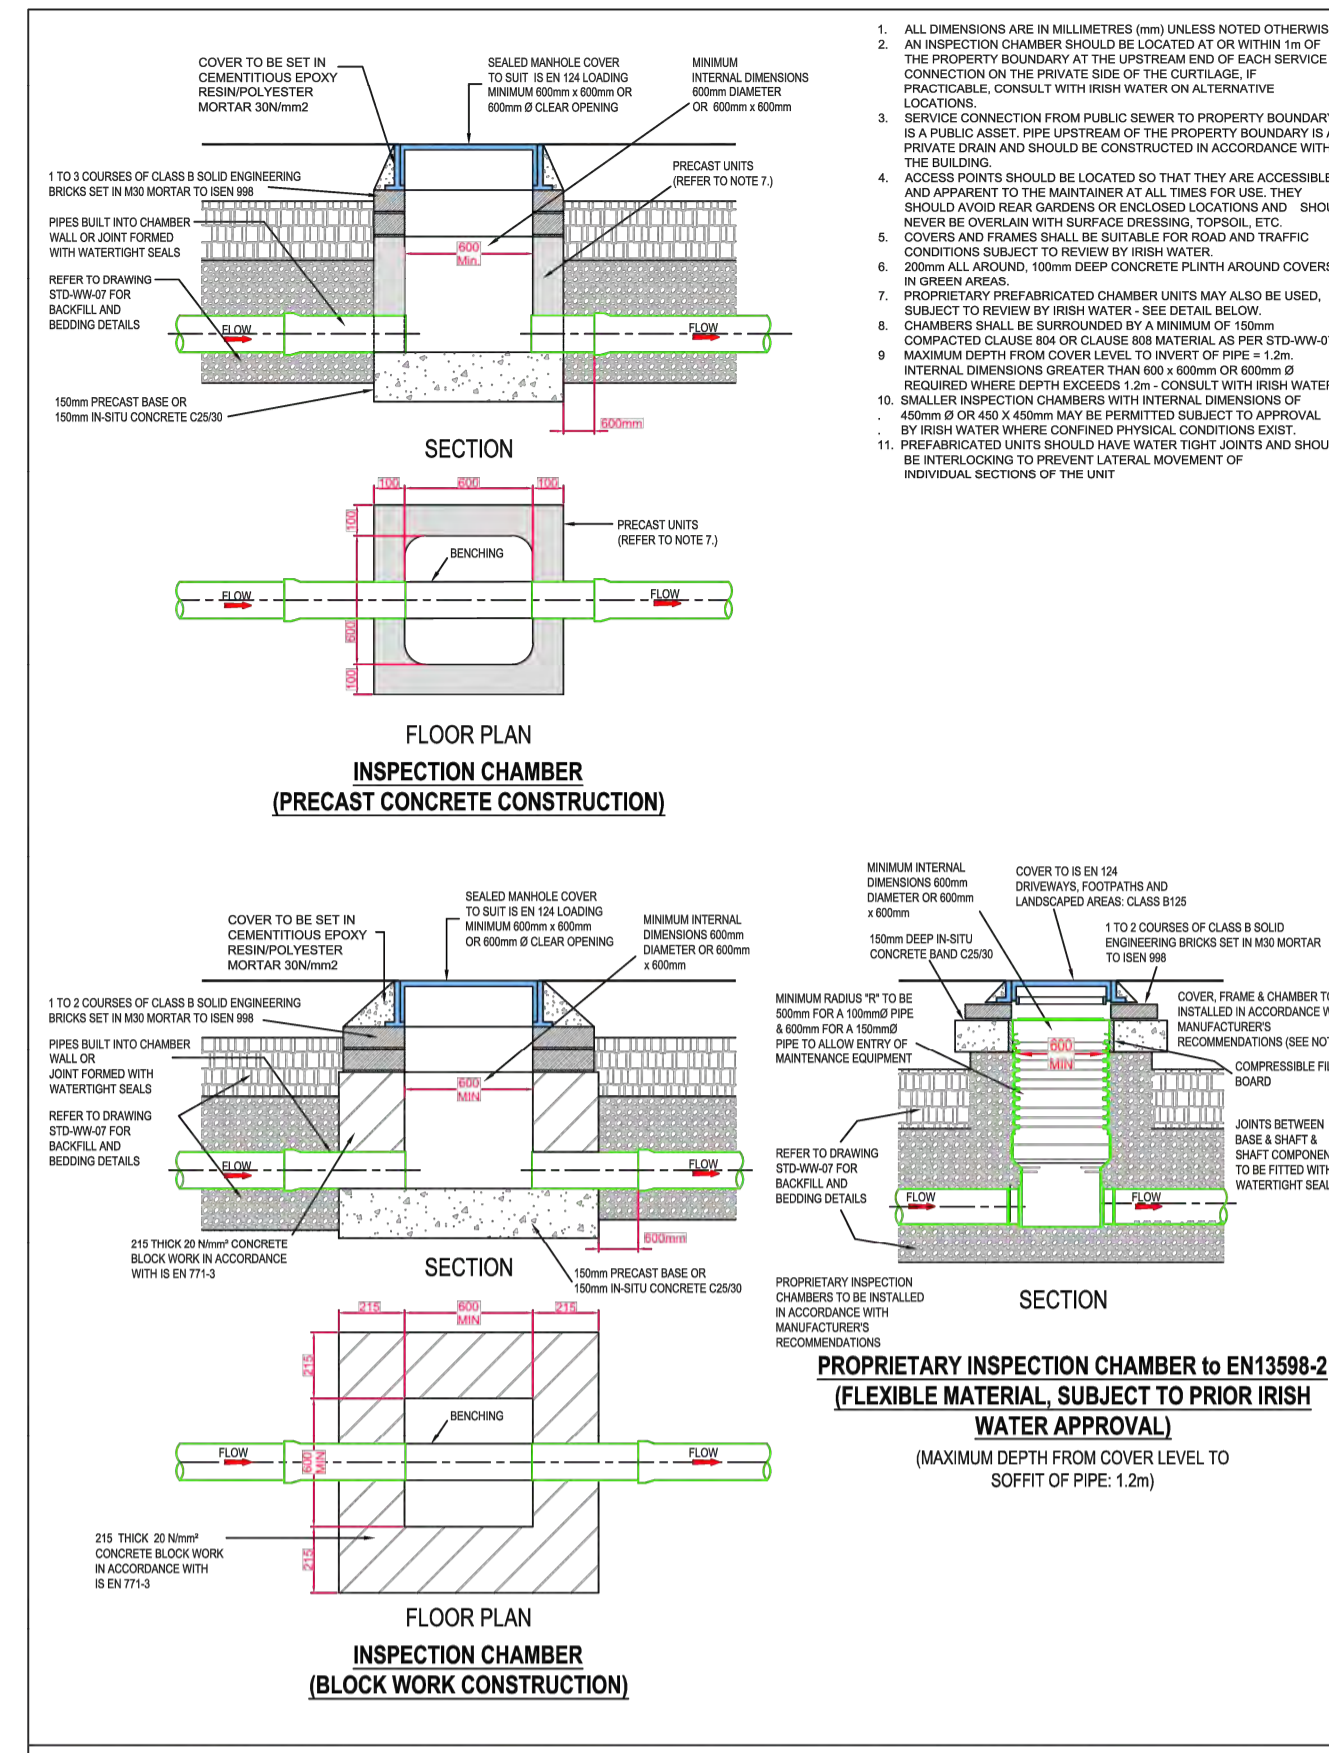 1. ALL DIMENSIONS ARE IN MILLIMETRES (mm) UNLESS NOTED OTHERWIS
2. AN INSPECTION CHAMBER SHOULD BE LOCATED AT OR WITHIN 1m OF
THE PROPERTY BOUNDARY AT THE UPSTREAM END OF EACH SERVICE
CONNECTION ON THE PRIVATE SIDE OF THE CURTILAGE, IF
PRACTICABLE, CONSULT WITH IRISH WATER ON ALTERNATIVE
LOCATIONS.
3. SERVICE CONNECTION FROM PUBLIC SEWER TO PROPERTY BOUNDARY
IS A PUBLIC ASSET. PIPE UPSTREAM OF THE PROPERTY BOUNDARY IS A
PRIVATE DRAIN AND SHOULD BE CONSTRUCTED IN ACCORDANCE WITH
THE BUILDING.
4. ACCESS POINTS SHOULD BE LOCATED SO THAT THEY ARE ACCESSIBLE
AND APPARENT TO THE MAINTAINER AT ALL TIMES FOR USE. THEY
SHOULD AVOID REAR GARDENS OR ENCLOSED LOCATIONS AND SHOU
NEVER BE OVERLAIN WITH SURFACE DRESSING, TOPSOIL, ETC.
5. COVERS AND FRAMES SHALL BE SUITABLE FOR ROAD AND TRAFFIC
CONDITIONS SUBJECT TO REVIEW BY IRISH WATER.
6. 200mm ALL AROUND, 100mm DEEP CONCRETE PLINTH AROUND COVERS
IN GREEN AREAS.
7. PROPRIETARY PREFABRICATED CHAMBER UNITS MAY ALSO BE USED,
SUBJECT TO REVIEW BY IRISH WATER - SEE DETAIL BELOW.
8. CHAMBERS SHALL BE SURROUNDED BY A MINIMUM OF 150mm
COMPACTED CLAUSE 804 OR CLAUSE 808 MATERIAL AS PER STD-WW-07
9 MAXIMUM DEPTH FROM COVER LEVEL TO INVERT OF PIPE = 1.2m.
INTERNAL DIMENSIONS GREATER THAN 600 x 600mm OR 600mm Ø
REQUIRED WHERE DEPTH EXCEEDS 1.2m - CONSULT WITH IRISH WATER
10. SMALLER INSPECTION CHAMBERS WITH INTERNAL DIMENSIONS OF
. 450mm Ø OR 450 X 450mm MAY BE PERMITTED SUBJECT TO APPROVAL
. BY IRISH WATER WHERE CONFINED PHYSICAL CONDITIONS EXIST.
11. PREFABRICATED UNITS SHOULD HAVE WATER TIGHT JOINTS AND SHOU
BE INTERLOCKING TO PREVENT LATERAL MOVEMENT OF
INDIVIDUAL SECTIONS OF THE UNIT
COVER TO BE SET IN
CEMENTITIOUS EPOXY
RESIN/POLYESTER
MORTAR 30N/mm2
SEALED MANHOLE COVER
TO SUIT IS EN 124 LOADING
MINIMUM 600mm x 600mm OR
600mm Ø CLEAR OPENING
MINIMUM
INTERNAL DIMENSIONS
600mm DIAMETER
OR 600mm x 600mm
1 TO 3 COURSES OF CLASS B SOLID ENGINEERING
BRICKS SET IN M30 MORTAR TO ISEN 998
PRECAST UNITS
(REFER TO NOTE 7.)
PIPES BUILT INTO CHAMBER
WALL OR JOINT FORMED
WITH WATERTIGHT SEALS
600
Min.
REFER TO DRAWING
STD-WW-07 FOR
BACKFILL AND
BEDDING DETAILS
FLOW
FLOW
150mm PRECAST BASE OR
150mm IN-SITU CONCRETE C25/30
600mm
SECTION
100
600
100
100
600
100
PRECAST UNITS
(REFER TO NOTE 7.)
BENCHING
FLOW
FLOW
FLOOR PLAN
INSPECTION CHAMBER
(PRECAST CONCRETE CONSTRUCTION)
COVER TO BE SET IN
CEMENTITIOUS EPOXY
RESIN/POLYESTER
MORTAR 30N/mm2
SEALED MANHOLE COVER
TO SUIT IS EN 124 LOADING
MINIMUM 600mm x 600mm
OR 600mm Ø CLEAR OPENING
MINIMUM INTERNAL
DIMENSIONS 600mm
DIAMETER OR 600mm
x 600mm
1 TO 2 COURSES OF CLASS B SOLID ENGINEERING
BRICKS SET IN M30 MORTAR TO ISEN 998
PIPES BUILT INTO CHAMBER
WALL OR
JOINT FORMED WITH
WATERTIGHT SEALS
600
MIN
REFER TO DRAWING
STD-WW-07 FOR
BACKFILL AND
BEDDING DETAILS
FLOW
FLOW
215 THICK 20 N/mm² CONCRETE
BLOCK WORK IN ACCORDANCE
WITH IS EN 771-3
600mm
SECTION
150mm PRECAST BASE OR
150mm IN-SITU CONCRETE C25/30
215
600
MIN
215
215
600
MIN
215
BENCHING
FLOW
FLOW
215 THICK 20 N/mm²
CONCRETE BLOCK WORK
IN ACCORDANCE WITH
IS EN 771-3
FLOOR PLAN
INSPECTION CHAMBER
(BLOCK WORK CONSTRUCTION)
MINIMUM INTERNAL
DIMENSIONS 600mm
DIAMETER OR 600mm
x 600mm
COVER TO IS EN 124
DRIVEWAYS, FOOTPATHS AND
LANDSCAPED AREAS: CLASS B125
150mm DEEP IN-SITU
CONCRETE BAND C25/30
1 TO 2 COURSES OF CLASS B SOLID
ENGINEERING BRICKS SET IN M30 MORTAR
TO ISEN 998
MINIMUM RADIUS "R" TO BE
500mm FOR A 100mmØ PIPE
& 600mm FOR A 150mmØ
PIPE TO ALLOW ENTRY OF
MAINTENANCE EQUIPMENT
COVER, FRAME & CHAMBER TO
INSTALLED IN ACCORDANCE W
MANUFACTURER'S
RECOMMENDATIONS (SEE NOT
600
MIN
COMPRESSIBLE FIL
BOARD
JOINTS BETWEEN
BASE & SHAFT &
SHAFT COMPONEN
TO BE FITTED WITH
WATERTIGHT SEAL
REFER TO DRAWING
STD-WW-07 FOR
BACKFILL AND
BEDDING DETAILS
FLOW
FLOW
PROPRIETARY INSPECTION
CHAMBERS TO BE INSTALLED
IN ACCORDANCE WITH
MANUFACTURER'S
RECOMMENDATIONS
SECTION
PROPRIETARY INSPECTION CHAMBER to EN13598-2
(FLEXIBLE MATERIAL, SUBJECT TO PRIOR IRISH
WATER APPROVAL)
(MAXIMUM DEPTH FROM COVER LEVEL TO
SOFFIT OF PIPE: 1.2m)